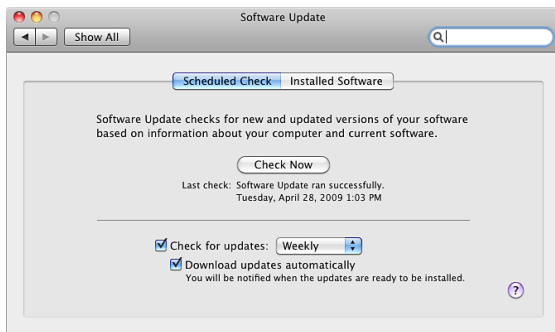 Software Update
Show All
Scheduled Check Installed Software
Software Update checks for new and updated versions of your software
based on information about your computer and current software.
Check Now
Last check: Software Update ran successfully.
Tuesday, April 28, 2009 1:03 PM
Check for updates: Weekly
Download updates automatically
You will be notified when the updates are ready to be installed.
?